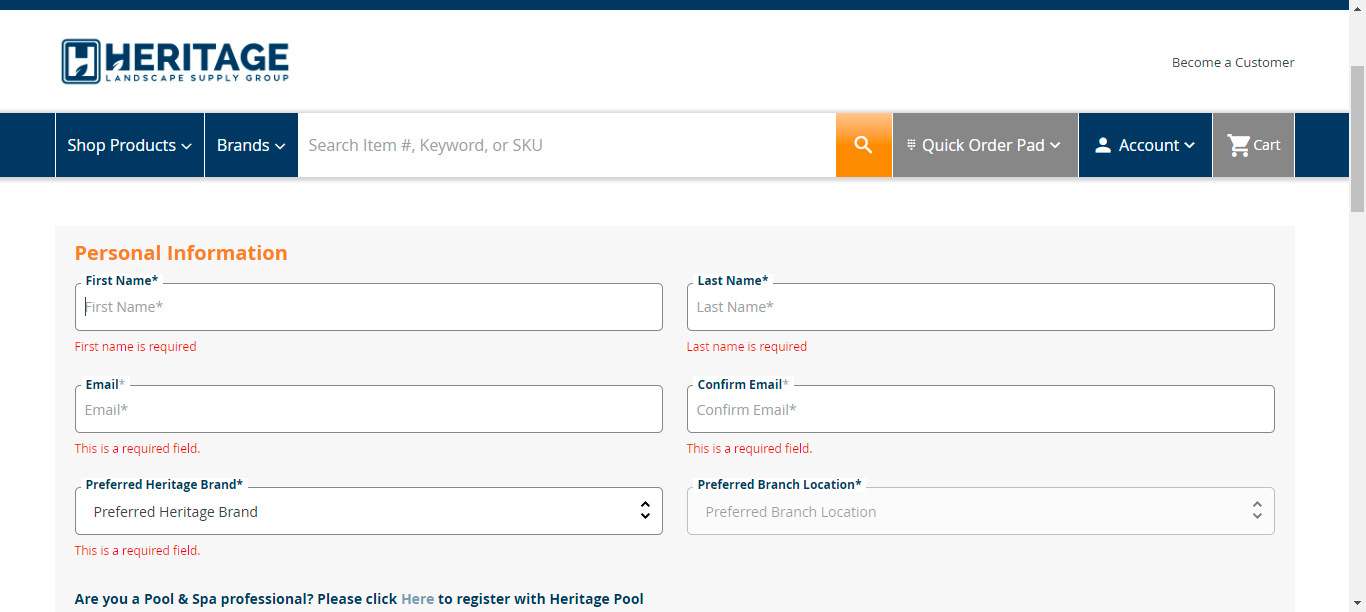 HERITAGE
LANDSCAPE SUPPLY GROUP
Become a Customer
Shop Products
Brands
Search Item #, Keyword, or SKU
Quick Order Pad
Account
Cart
Personal Information
First Name*
First Name*
First name is required
Last Name*
Last Name*
Last name is required
Email*
Email*
This is a required field.
Confirm Email*
Confirm Email*
This is a required field.
Preferred Heritage Brand*
Preferred Heritage Brand
This is a required field.
Preferred Branch Location*
Preferred Branch Location
Are you a Pool & Spa professional? Please click Here to register with Heritage Pool